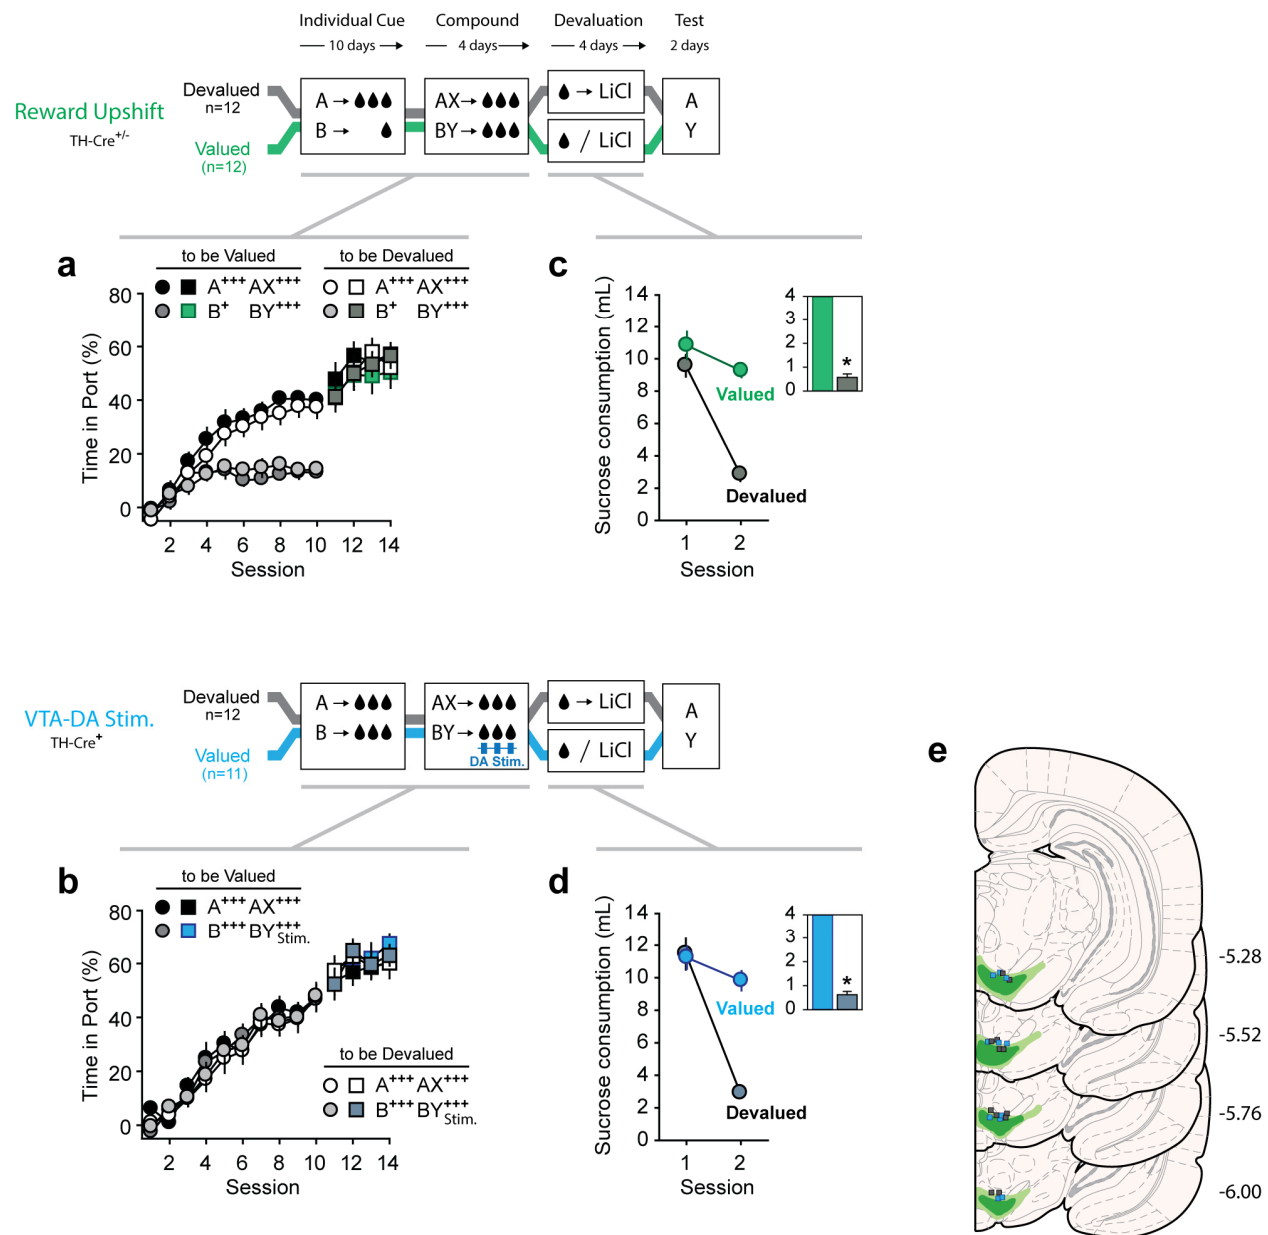 Individual Cue Compound Devaluation Test
10 days 4 days 4 days 2 days
Reward Upshift
TH-Cre+/-
Devalued
n=12
Valued
(n=12)
A → 
B → 
AX → 
BY → 
→ LiCl
/ LiCl
A
Y
a
to be Valued to be Devalued
A+++ AX+++ A+++ AX+++
B+ BY+++ B+ BY+++
Time in Port (%)
80
60
40
20
0
2 4 6 8 10 12 14
Session
c
Sucrose consumption (mL)
14
12
10
8
6
4
2
0
Valued
Devalued
1 2
Session
4
3
2
1
0
*
VTA-DA Stim.
TH-Cre+
Devalued
n=12
Valued
(n=11)
A → 
B → 
AX → 
BY → 
DA Stim.
→ LiCl
/ LiCl
A
Y
b
to be Valued
A+++ AX+++
B+++ BY+++ Stim.
to be Devalued
A+++ AX+++
B+++ BY+++ Stim.
Time in Port (%)
80
60
40
20
0
2 4 6 8 10 12 14
Session
d
Sucrose consumption (mL)
14
12
10
8
6
4
2
0
Valued
Devalued
1 2
Session
4
3
2
1
0
*
e
-5.28
-5.52
-5.76
-6.00